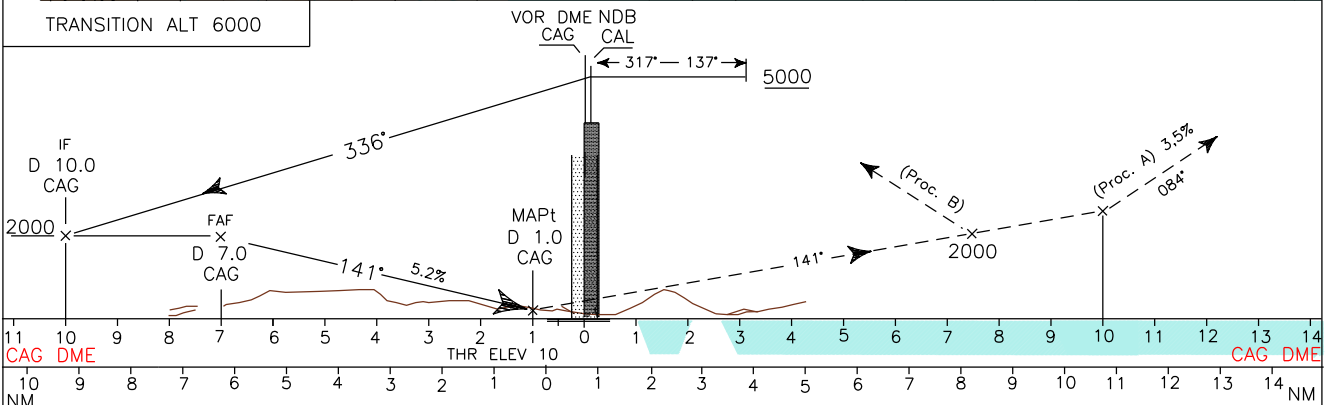 TRANSITION ALT 6000
VOR DME NDB
CAG CAL
317° 137°
5000
336°
IF
D 10.0
CAG
2000
FAF
D 7.0
CAG
141° 5.2%
MAPt
D 1.0
CAG
141°
(Proc. B)
2000
(Proc. A) 3,5%
084°
11 10 9 8 7 6 5 4 3 2 1 0 1 2 3 4 5 6 7 8 9 10 11 12 13 14
CAG DME THR ELEV 10 CAG DME
10 9 8 7 6 5 4 3 2 1 0 1 2 3 4 5 6 7 8 9 10 11 12 13 14
NM NM